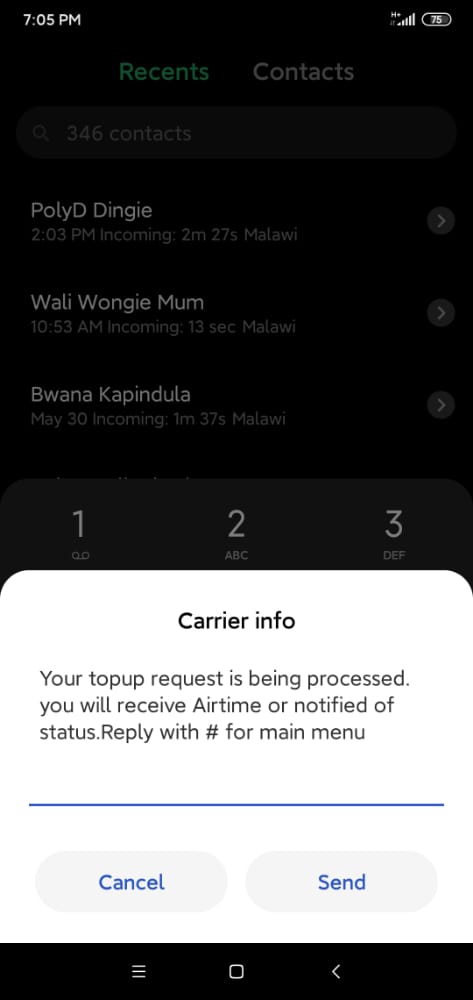 7:05 PM
H+
75
Recents
Contacts
346 contacts
PolyD Dingie
2:03 PM Incoming: 2m 27s Malawi
Wali Wongie Mum
10:53 AM Incoming: 13 sec Malawi
Bwana Kapindula
May 30 Incoming: 1m 37s Malawi
1
2
3
ABC
DEF
Carrier info
Your topup request is being processed.
you will receive Airtime or notified of
status.Reply with # for main menu
Cancel
Send